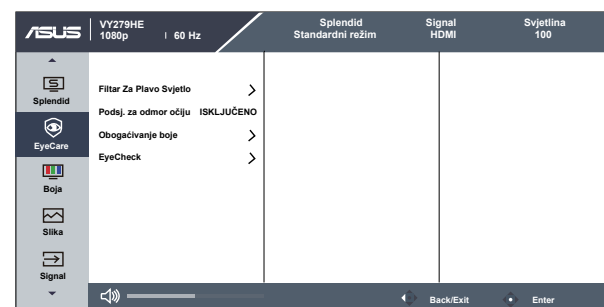 ASUS
VY279HE
1080p | 60 Hz
Splendid
Standardni režim
Signal
HDMI
Svjetlina
100
Splendid
EyeCare
Boja
Slika
Signal
Filtar Za Plavo Svjetlo
Podsj. za odmor očiju ISKLJUČENO
Obogaćivanje boje
EyeCheck
Back/Exit
Enter